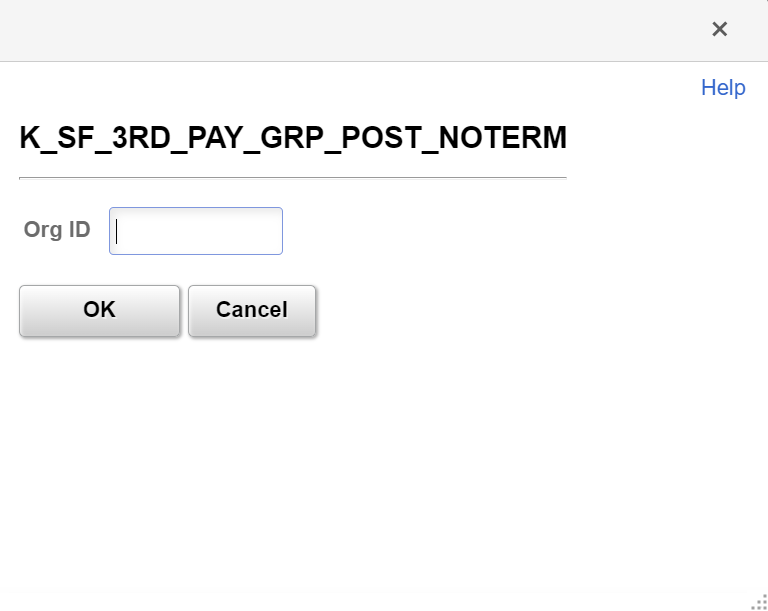 ×
Help
K_SF_3RD_PAY_GRP_POST_NOTERM
Org ID
OK Cancel